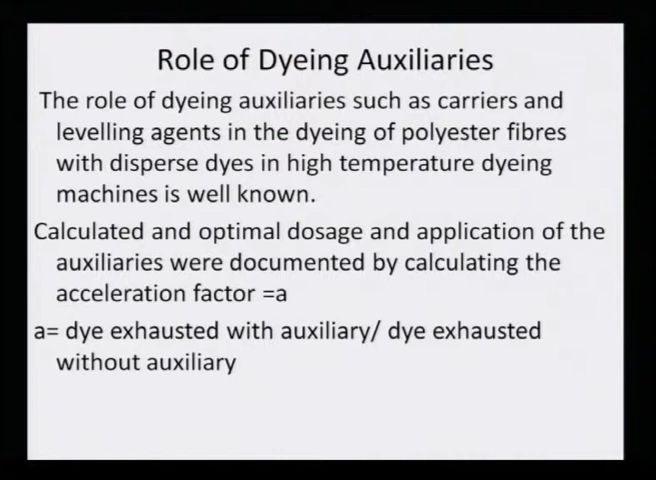 Role of Dyeing Auxiliaries
The role of dyeing auxiliaries such as carriers and
levelling agents in the dyeing of polyester fibres
with disperse dyes in high temperature dyeing
machines is well known.
Calculated and optimal dosage and application of the
auxiliaries were documented by calculating the
acceleration factor =a
a= dye exhausted with auxiliary/ dye exhausted
without auxiliary